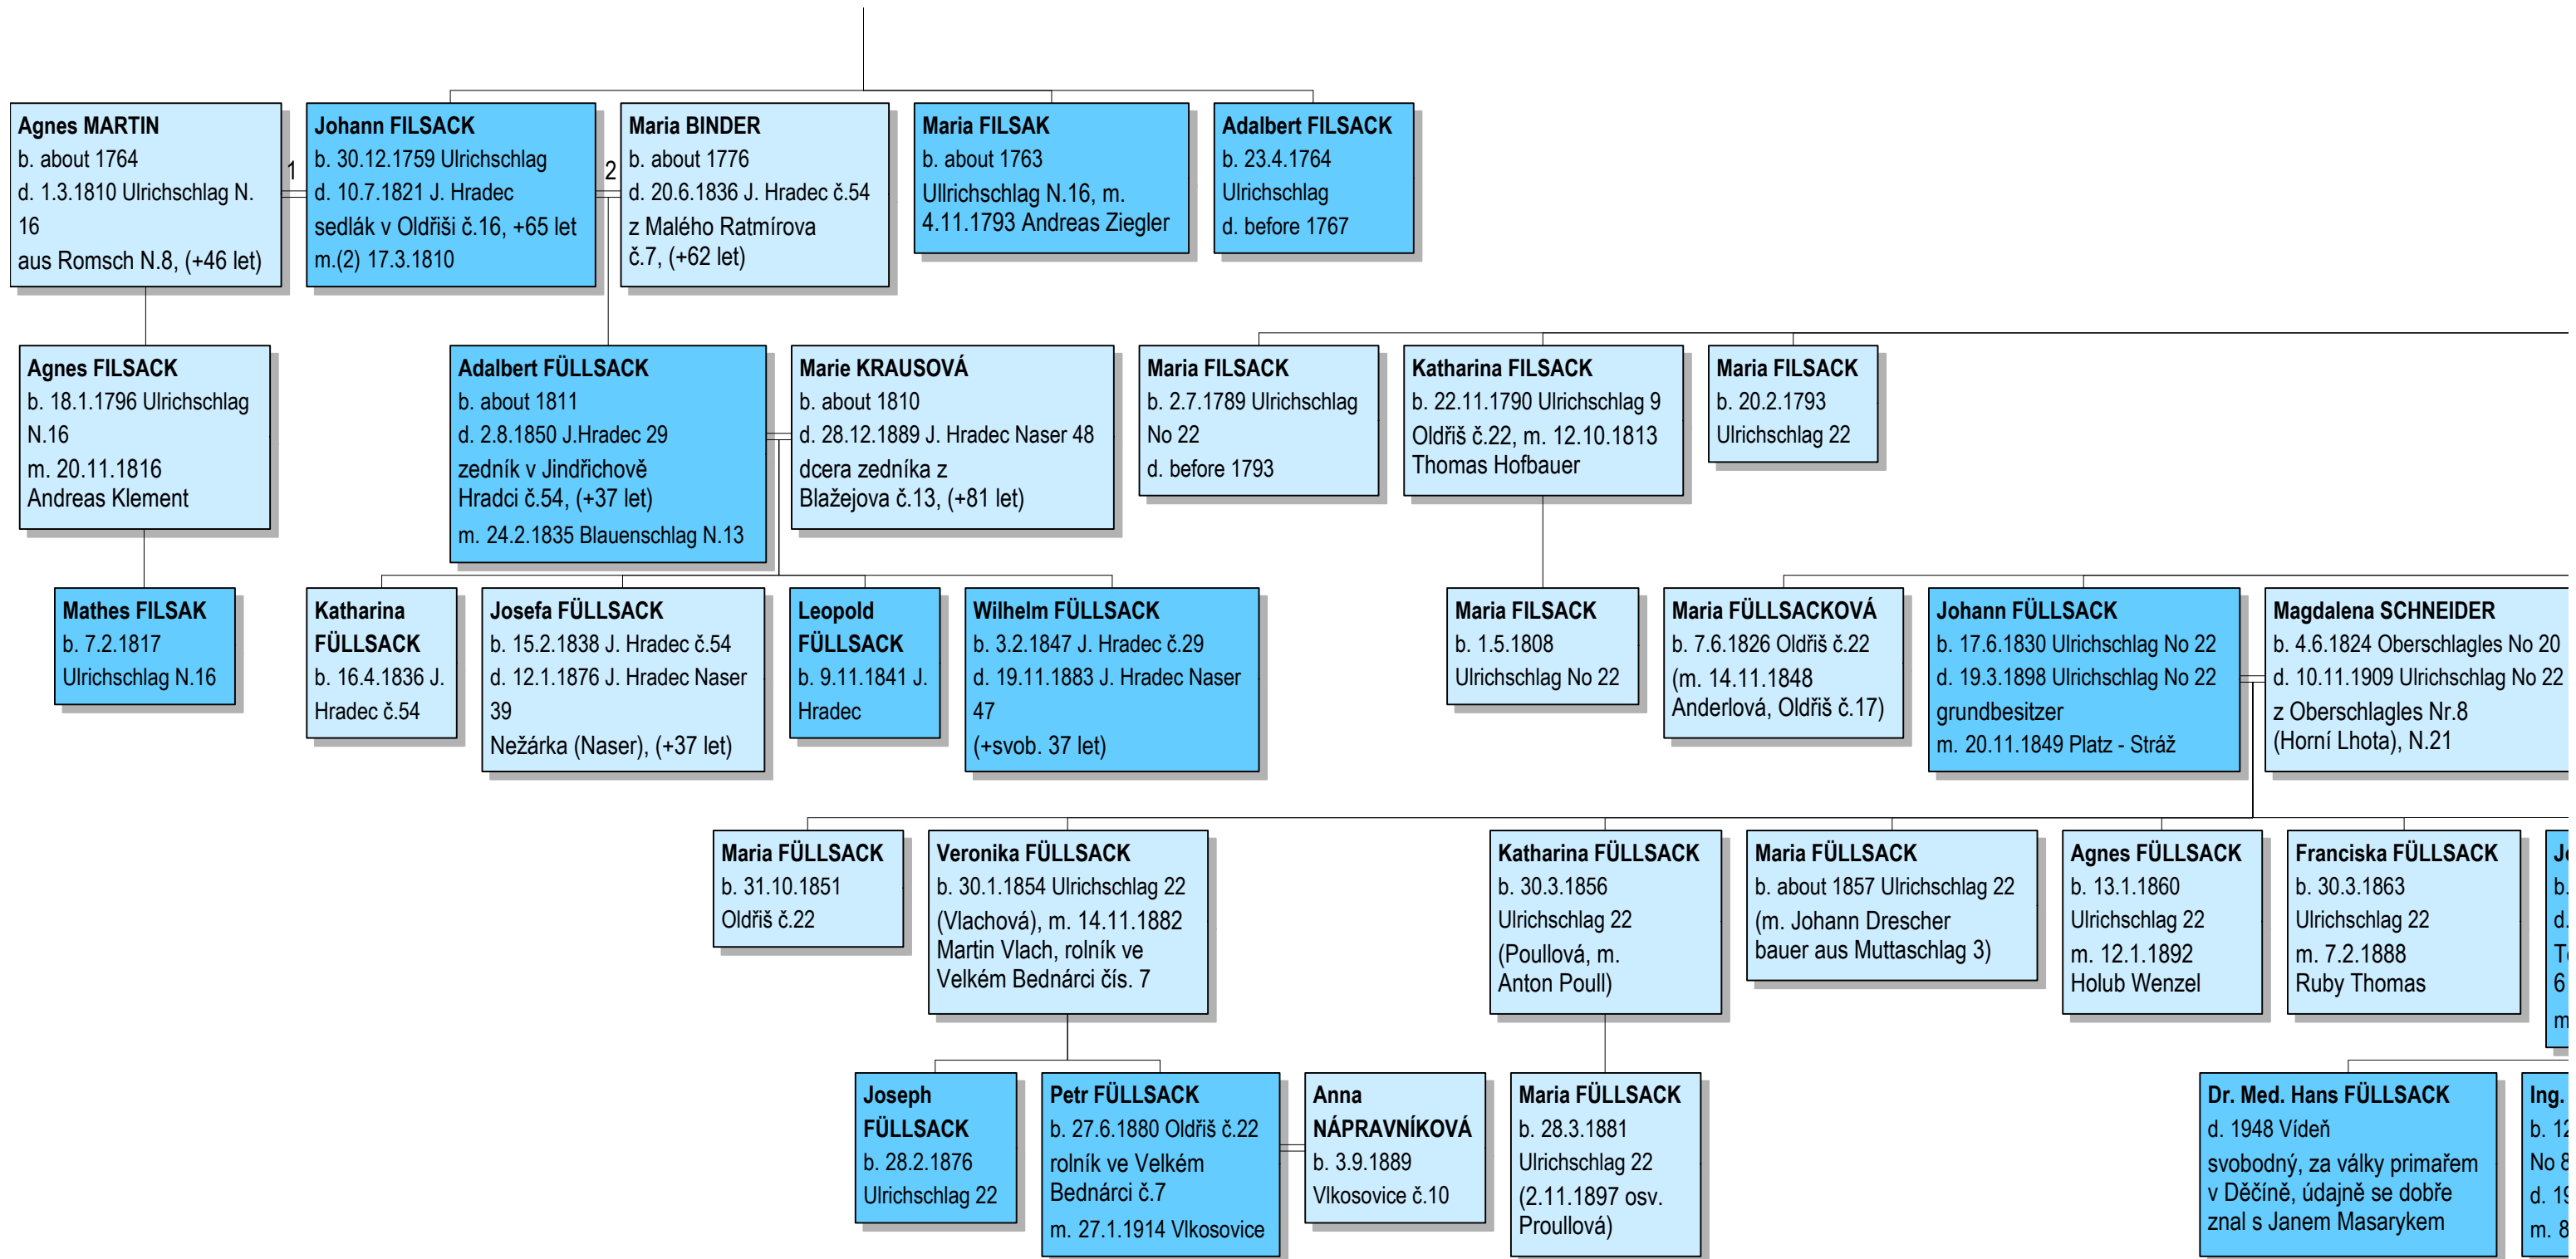 Agnes MARTIN
b. about 1764
d. 1.3.1810 Ulrichschlag N.
16
aus Romsch N.8, (+46 let)
1
Johann FILSACK
b. 30.12.1759 Ulrichschlag
d. 10.7.1821 J. Hradec
sedlák v Oldřiši č.16, +65 let
m.(2) 17.3.1810
2
Maria BINDER
b. about 1776
d. 20.6.1836 J. Hradec č.54
z Malého Ratmírova
č.7, (+62 let)
Maria FILSAK
b. about 1763
Ullrichschlag N.16, m.
4.11.1793 Andreas Ziegler
Adalbert FILSACK
b. 23.4.1764
Ulrichschlag
d. before 1767
Agnes FILSACK
b. 18.1.1796 Ulrichschlag
N.16
m. 20.11.1816
Andreas Klement
Adalbert FÜLLSACK
b. about 1811
d. 2.8.1850 J.Hradec 29
zedník v Jindřichově
Hradci č.54, (+37 let)
m. 24.2.1835 Blauenschlag N.13
Marie KRAUSOVÁ
b. about 1810
d. 28.12.1889 J. Hradec Naser 48
dcera zedníka z
Blažejova č.13, (+81 let)
Maria FILSACK
b. 2.7.1789 Ulrichschlag
No 22
d. before 1793
Katharina FILSACK
b. 22.11.1790 Ulrichschlag 9
Oldřiš č.22, m. 12.10.1813
Thomas Hofbauer
Maria FILSACK
b. 20.2.1793
Ulrichschlag 22
Mathes FILSAK
b. 7.2.1817
Ulrichschlag N.16
Katharina
FÜLLSACK
b. 16.4.1836 J.
Hradec č.54
Josefa FÜLLSACK
b. 15.2.1838 J. Hradec č.54
d. 12.1.1876 J. Hradec Naser
39
Nežárka (Naser), (+37 let)
Leopold
FÜLLSACK
b. 9.11.1841 J.
Hradec
Wilhelm FÜLLSACK
b. 3.2.1847 J. Hradec č.29
d. 19.11.1883 J. Hradec Naser
47
(+svob. 37 let)
Maria FILSACK
b. 1.5.1808
Ulrichschlag No 22
Maria FÜLLSACKOVÁ
b. 7.6.1826 Oldřiš č.22
(m. 14.11.1848
Anderlová, Oldřiš č.17)
Johann FÜLLSACK
b. 17.6.1830 Ulrichschlag No 22
d. 19.3.1898 Ulrichschlag No 22
grundbesitzer
m. 20.11.1849 Platz - Stráž
Magdalena SCHNEIDER
b. 4.6.1824 Oberschlagles No 20
d. 10.11.1909 Ulrichschlag No 22
z Oberschlagles Nr.8
(Horní Lhota), N.21
Maria FÜLLSACK
b. 31.10.1851
Oldřiš č.22
Veronika FÜLLSACK
b. 30.1.1854 Ulrichschlag 22
(Vlachová), m. 14.11.1882
Martin Vlach, rolník ve
Velkém Bednárci čís. 7
Katharina FÜLLSACK
b. 30.3.1856
Ulrichschlag 22
(Poullová, m.
Anton Poull)
Maria FÜLLSACK
b. about 1857 Ulrichschlag 22
(m. Johann Drescher
bauer aus Muttaschlag 3)
Agnes FÜLLSACK
b. 13.1.1860
Ulrichschlag 22
m. 12.1.1892
Holub Wenzel
Franciska FÜLLSACK
b. 30.3.1863
Ulrichschlag 22
m. 7.2.1888
Ruby Thomas
b.
d.
6
m
Joseph
FÜLLSACK
b. 28.2.1876
Ulrichschlag 22
Petr FÜLLSACK
b. 27.6.1880 Oldřiš č.22
rolník ve Velkém
Bednárci č.7
m. 27.1.1914 Vlkosovice
Anna
NÁPRAVNÍKOVÁ
b. 3.9.1889
Vlkosovice č.10
Maria FÜLLSACK
b. 28.3.1881
Ulrichschlag 22
(2.11.1897 osv.
Proullová)
Dr. Med. Hans FÜLLSACK
d. 1948 Vídeň
svobodný, za války primařem
v Děčíně, údajně se dobře
znal s Janem Masarykem
Ing.
b. 12
No 8
d. 19
m. 8